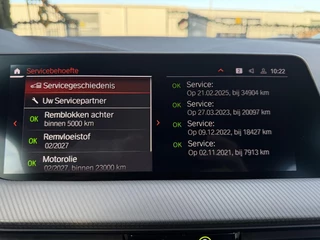 Servicebehoefte
10:22
Servicegeschiedenis
Uw Servicepartner
OK
Remblokken achter
binnen 5000 km
OK
Remvloeistof
02/2027
OK
Motorolie
02/2027, binnen 23000 km
OK
Service:
Op 21.02.2025, bij 34904 km
OK
Service:
Op 27.03.2023, bij 20097 km
OK
Service:
Op 09.12.2022, bij 18427 km
OK
Service:
Op 02.11.2021, bij 7913 km